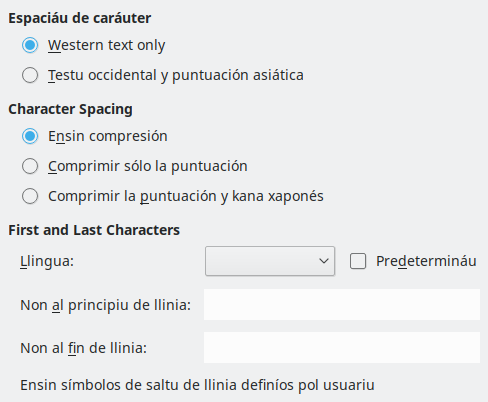 Espaciáu de caráuter
Western text only
Testu occidental y puntuación asiática
Character Spacing
Ensin compresión
Comprimir sólo la puntuación
Comprimir la puntuación y kana xaponés
First and Last Characters
Llingua:
Predetermináu
Non al principiu de llinia:
Non al fin de llinia:
Ensin símbolos de saltu de llinia definíos pol usuariu